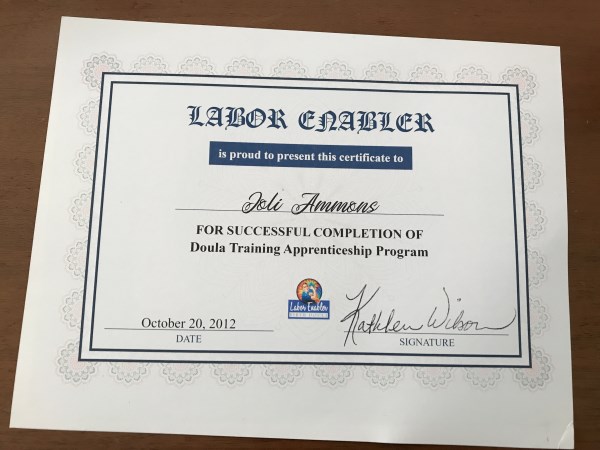 LABOR ENABLER
is proud to present this certificate to
Joli Ammons
FOR SUCCESSFUL COMPLETION OF
Doula Training Apprenticeship Program
Labor Enabler
October 20, 2012
Kathleen Wilson
DATE
SIGNATURE